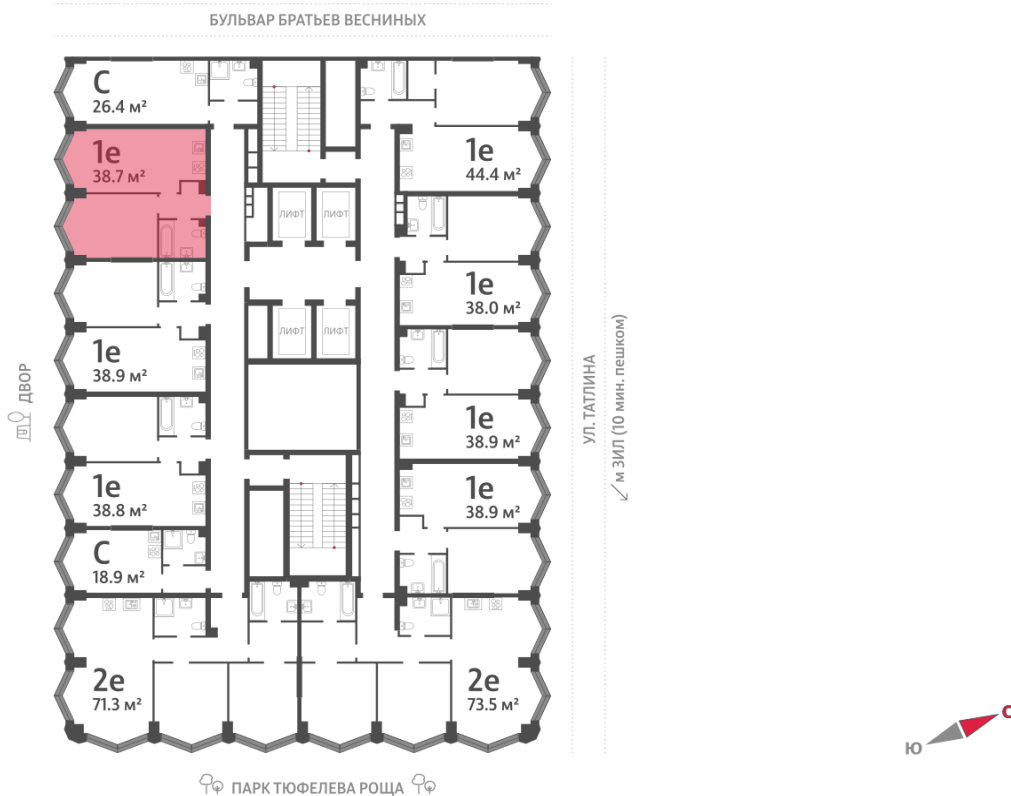 БУЛЬВАР БРАТЬЕВ ВЕСНИНЫХ
С
26.4 м²
1е
38.7 м²
1е
44.4 м²
ЛИФТ
ЛИФТ
1е
38.0 м²
ЛИФТ
ЛИФТ
1е
38.9 м²
1е
38.9 м²
1е
38.8 м²
1е
38.9 м²
С
18.9 м²
2е
71.3 м²
2е
73.5 м²
ДВОР
УЛ. ТАТЛИНА
м ЗИЛ (10 мин. пешком)
ПАРК ТЮФЕЛЕВА РОЩА
Ю
С